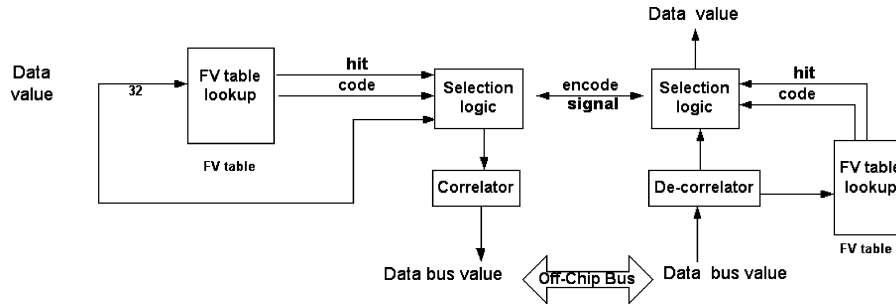 Data value
Data
value
32
FV table
lookup
FV table
hit
code
Selection
logic
encode
signal
Selection
logic
hit
code
Correlator
De-correlator
FV table
lookup
FV table
Data bus value
Off-Chip Bus
Data bus value